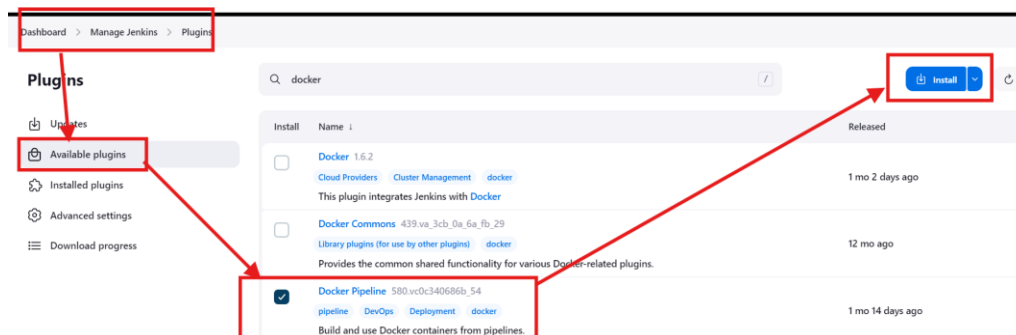 Dashboard > Manage Jenkins > Plugins
Plugins
docker
/
Install
Updates
Available plugins
Installed plugins
Advanced settings
Download progress
Install Name ↓ Released
Docker 1.6.2
Cloud Providers Cluster Management docker
This plugin integrates Jenkins with Docker
1 mo 2 days ago
Docker Commons 439.va_3cb_0a_6a_fb_29
Library plugins (for use by other plugins) docker
Provides the common shared functionality for various Docker-related plugins.
12 mo ago
Docker Pipeline 580.vc0c340686b_54
pipeline DevOps Deployment docker
Build and use Docker containers from pipelines.
1 mo 14 days ago